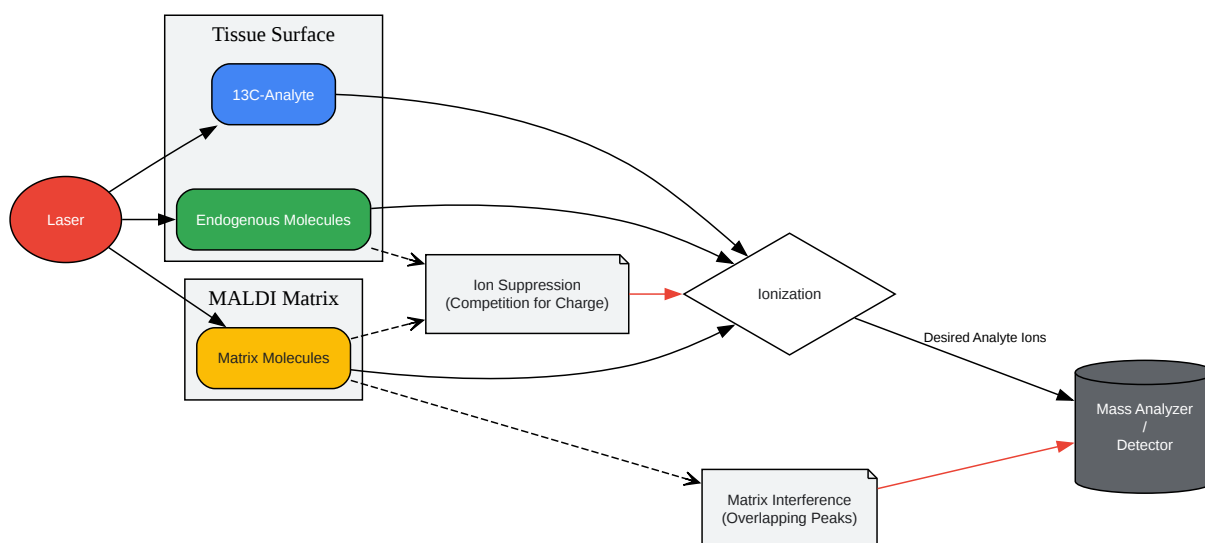 Tissue Surface
13C-Analyte
Laser
Endogenous Molecules
MALDI Matrix
Matrix Molecules
Ion Suppression
(Competition for Charge)
Ionization
Desired Analyte Ions
Mass Analyzer
/
Detector
Matrix Interference
(Overlapping Peaks)